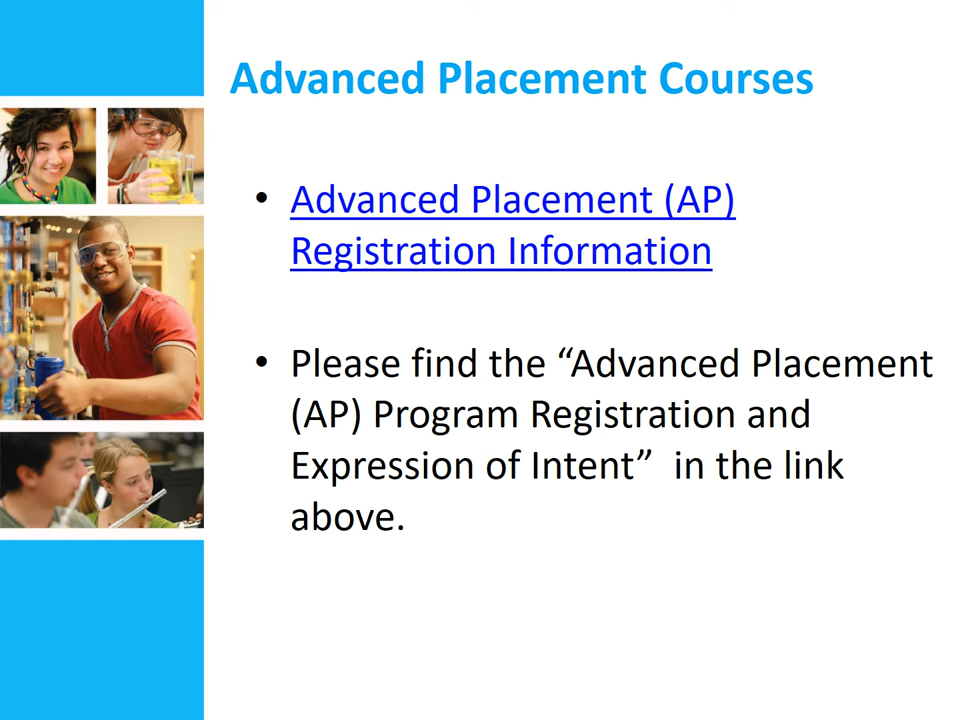 Advanced Placement Courses
• Advanced Placement (AP)
Registration Information
• Please find the “Advanced Placement
(AP) Program Registration and
Expression of Intent”  in the link
above.